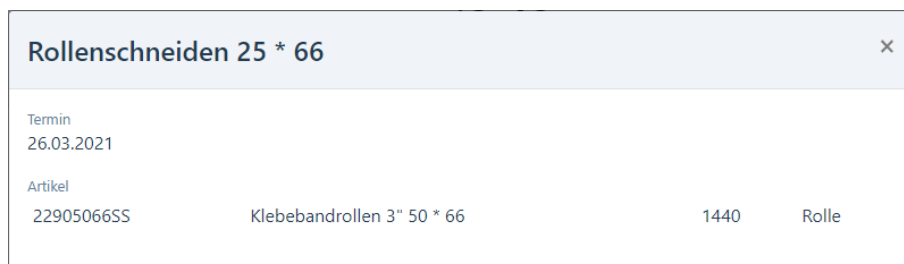 Rollenschneiden 25 * 66
×
Termin
26.03.2021
Artikel
22905066SS Klebebandrollen 3" 50 * 66 1440 Rolle